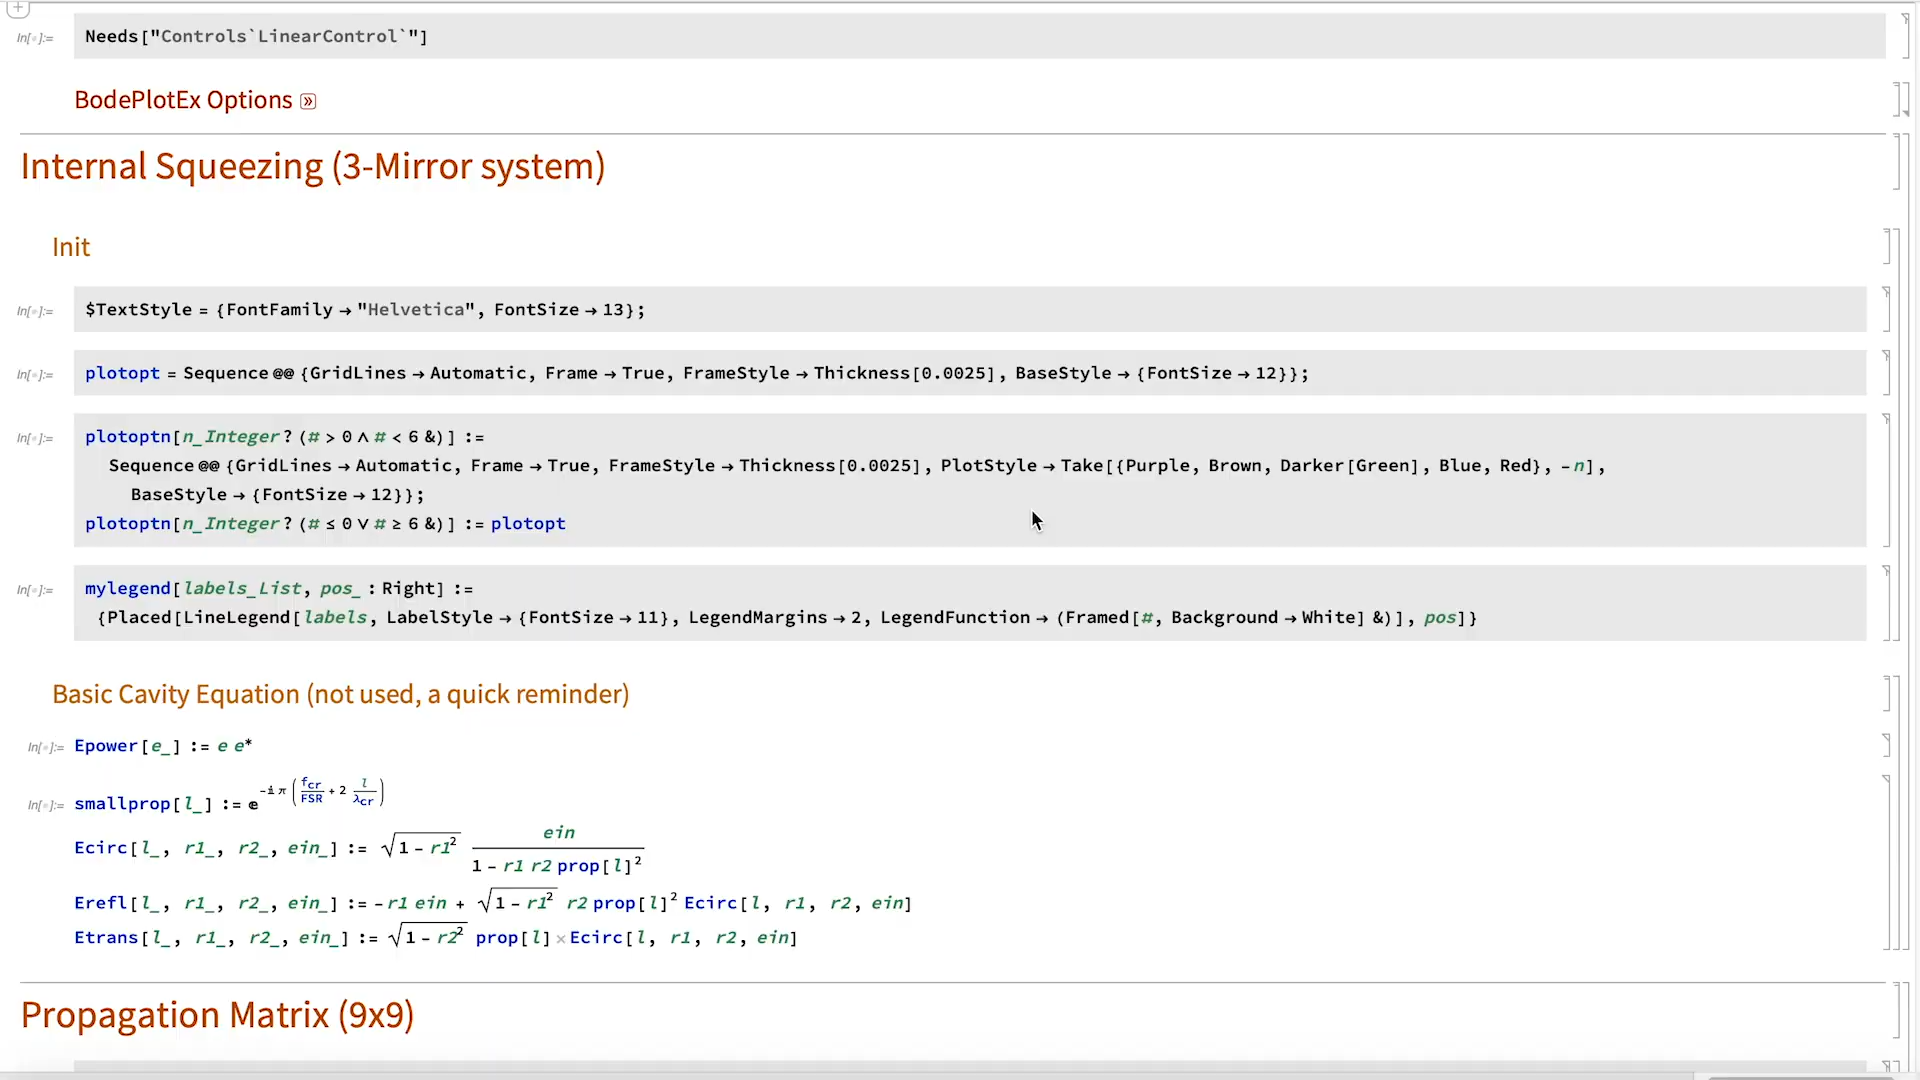 In[∘]:= Needs["Controls`LinearControl`"]
BodePlotEx Options »
Internal Squeezing (3-Mirror system)
Init
In[∘]:= $TextStyle = {FontFamily → "Helvetica", FontSize → 13};
In[∘]:= plotopt = Sequence @@ {GridLines → Automatic, Frame → True, FrameStyle → Thickness[0.0025], BaseStyle → {FontSize → 12}};
In[∘]:= plotoptn[n_Integer ? (# > 0 ∧ # < 6 &)] :=
Sequence @@ {GridLines → Automatic, Frame → True, FrameStyle → Thickness[0.0025], PlotStyle → Take[{Purple, Brown, Darker[Green], Blue, Red}, -n],
BaseStyle → {FontSize → 12}};
plotoptn[n_Integer ? (# ≤ 0 ∨ # ≥ 6 &)] := plotopt
In[∘]:= mylegend[labels_List, pos_ : Right] :=
{Placed[LineLegend[labels, LabelStyle → {FontSize → 11}, LegendMargins → 2, LegendFunction → (Framed[#, Background → White] &)], pos]}
Basic Cavity Equation (not used, a quick reminder)
In[∘]:= Epower[e_] := e e*
In[∘]:= smallprop[l_] := ⅇ^(-ⅈ π (f_cr/FSR + 2 l/λ_cr))
Ecirc[l_, r1_, r2_, ein_] := √(1 - r1²) ein/(1 - r1 r2 prop[l]²)
Erefl[l_, r1_, r2_, ein_] := -r1 ein + √(1 - r1²) r2 prop[l]² Ecirc[l, r1, r2, ein]
Etrans[l_, r1_, r2_, ein_] := √(1 - r2²) prop[l] × Ecirc[l, r1, r2, ein]
Propagation Matrix (9x9)